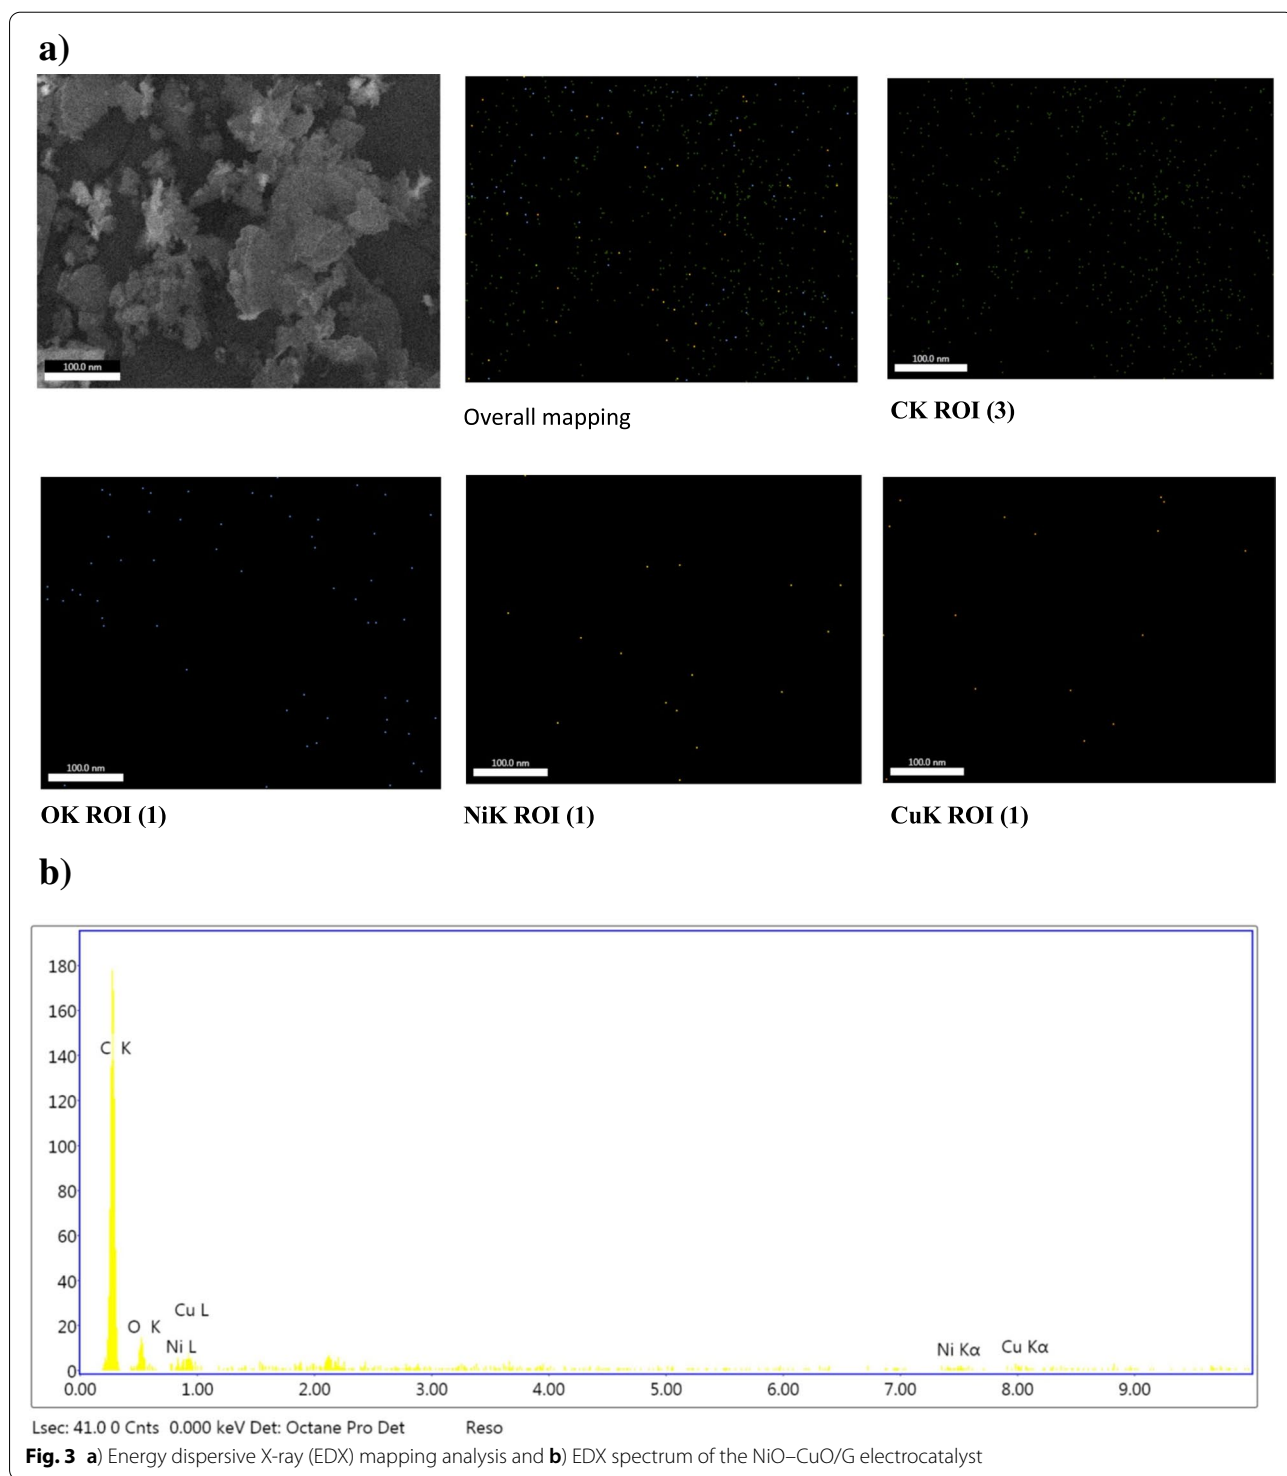 a)
100.0 nm
100.0 nm
Overall mapping
CK ROI (3)
100.0 nm
100.0 nm
100.0 nm
OK ROI (1)
NiK ROI (1)
CuK ROI (1)
b)
180
160
140
120
100
80
60
40
20
0
C K
O K
Cu L
Ni L
Ni Kα
Cu Kα
0.00 1.00 2.00 3.00 4.00 5.00 6.00 7.00 8.00 9.00
Lsec: 41.0 0 Cnts 0.000 keV Det: Octane Pro Det Reso
Fig. 3 a) Energy dispersive X-ray (EDX) mapping analysis and b) EDX spectrum of the NiO–CuO/G electrocatalyst